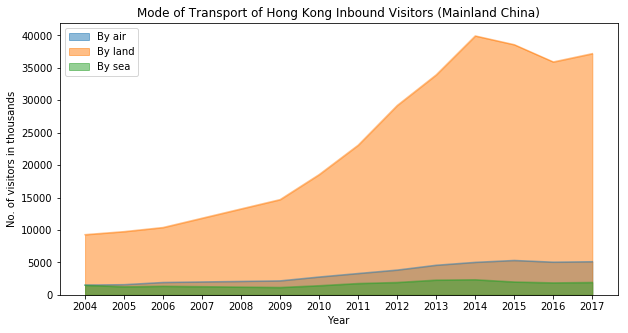 Mode of Transport of Hong Kong Inbound Visitors (Mainland China)
By air
By land
By sea
40000
35000
30000
25000
20000
15000
10000
5000
0
No. of visitors in thousands
2004 2005 2006 2007 2008 2009 2010 2011 2012 2013 2014 2015 2016 2017
Year